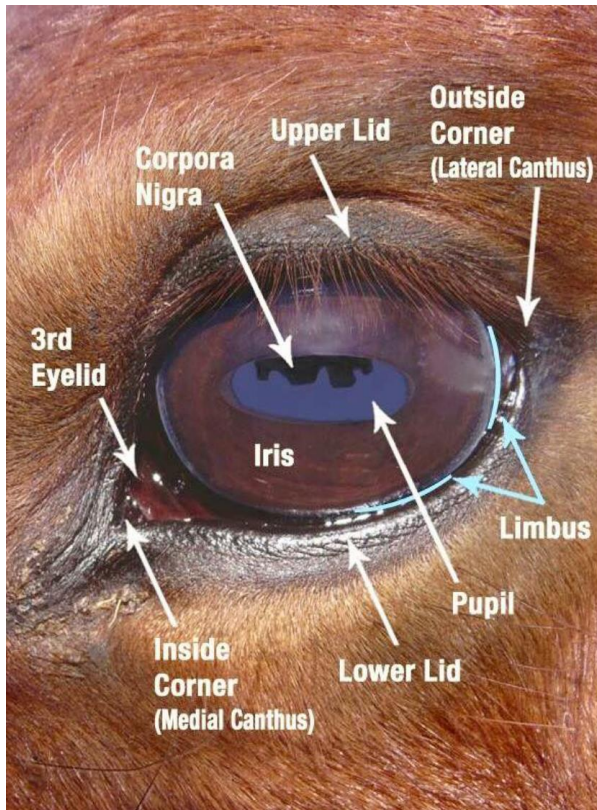 Outside
Corner
(Lateral Canthus)
Upper Lid
Corpora
Nigra
3rd
Eyelid
Iris
Limbus
Pupil
Lower Lid
Inside
Corner
(Medial Canthus)